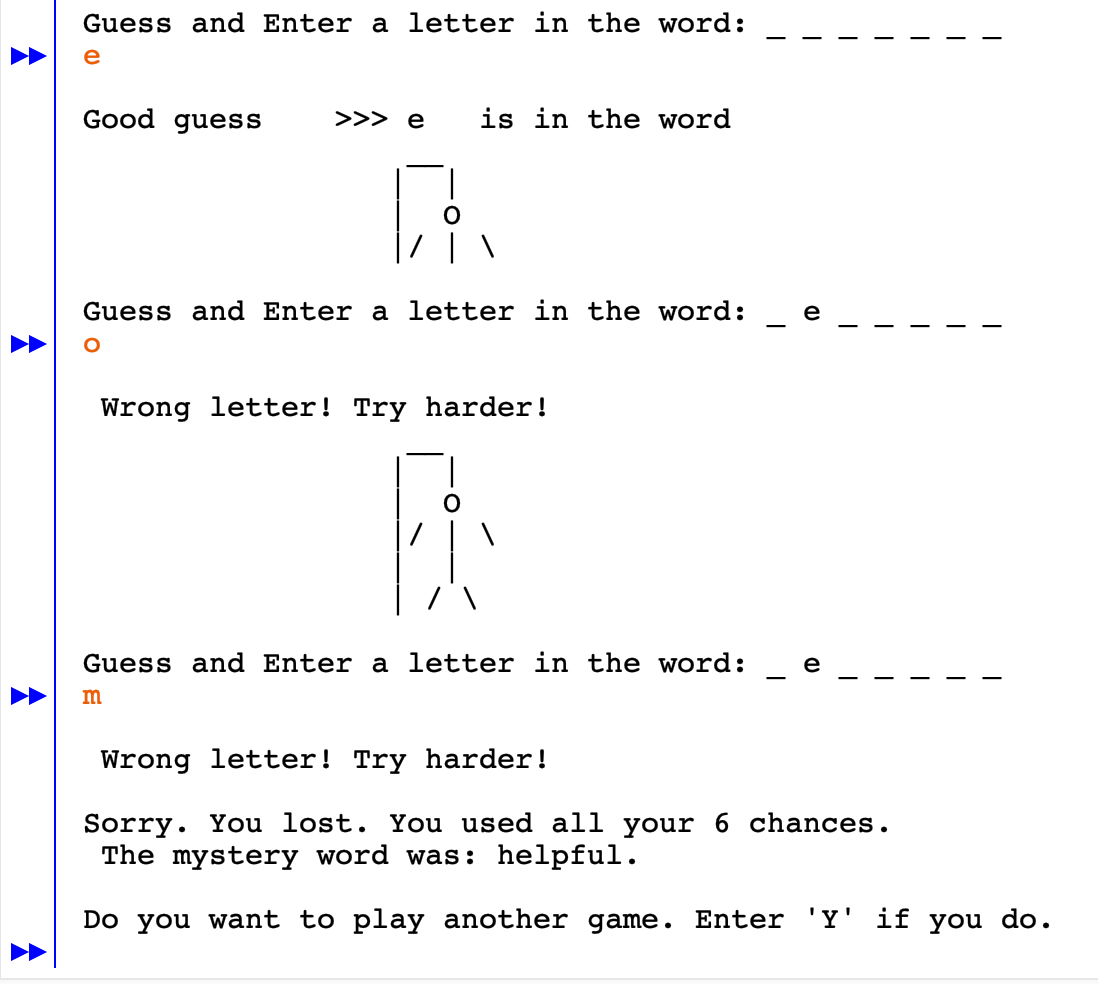 Guess and Enter a letter in the word: _ _ _ _ _ _ _
e
Good guess    >>> e   is in the word
 __
|  |
|  O
|/ | \
Guess and Enter a letter in the word: _ e _ _ _ _ _
o
Wrong letter! Try harder!
 __
|  |
|  O
|/ | \
|  |
| / \
Guess and Enter a letter in the word: _ e _ _ _ _ _
m
Wrong letter! Try harder!
Sorry. You lost. You used all your 6 chances.
The mystery word was: helpful.
Do you want to play another game. Enter 'Y' if you do.